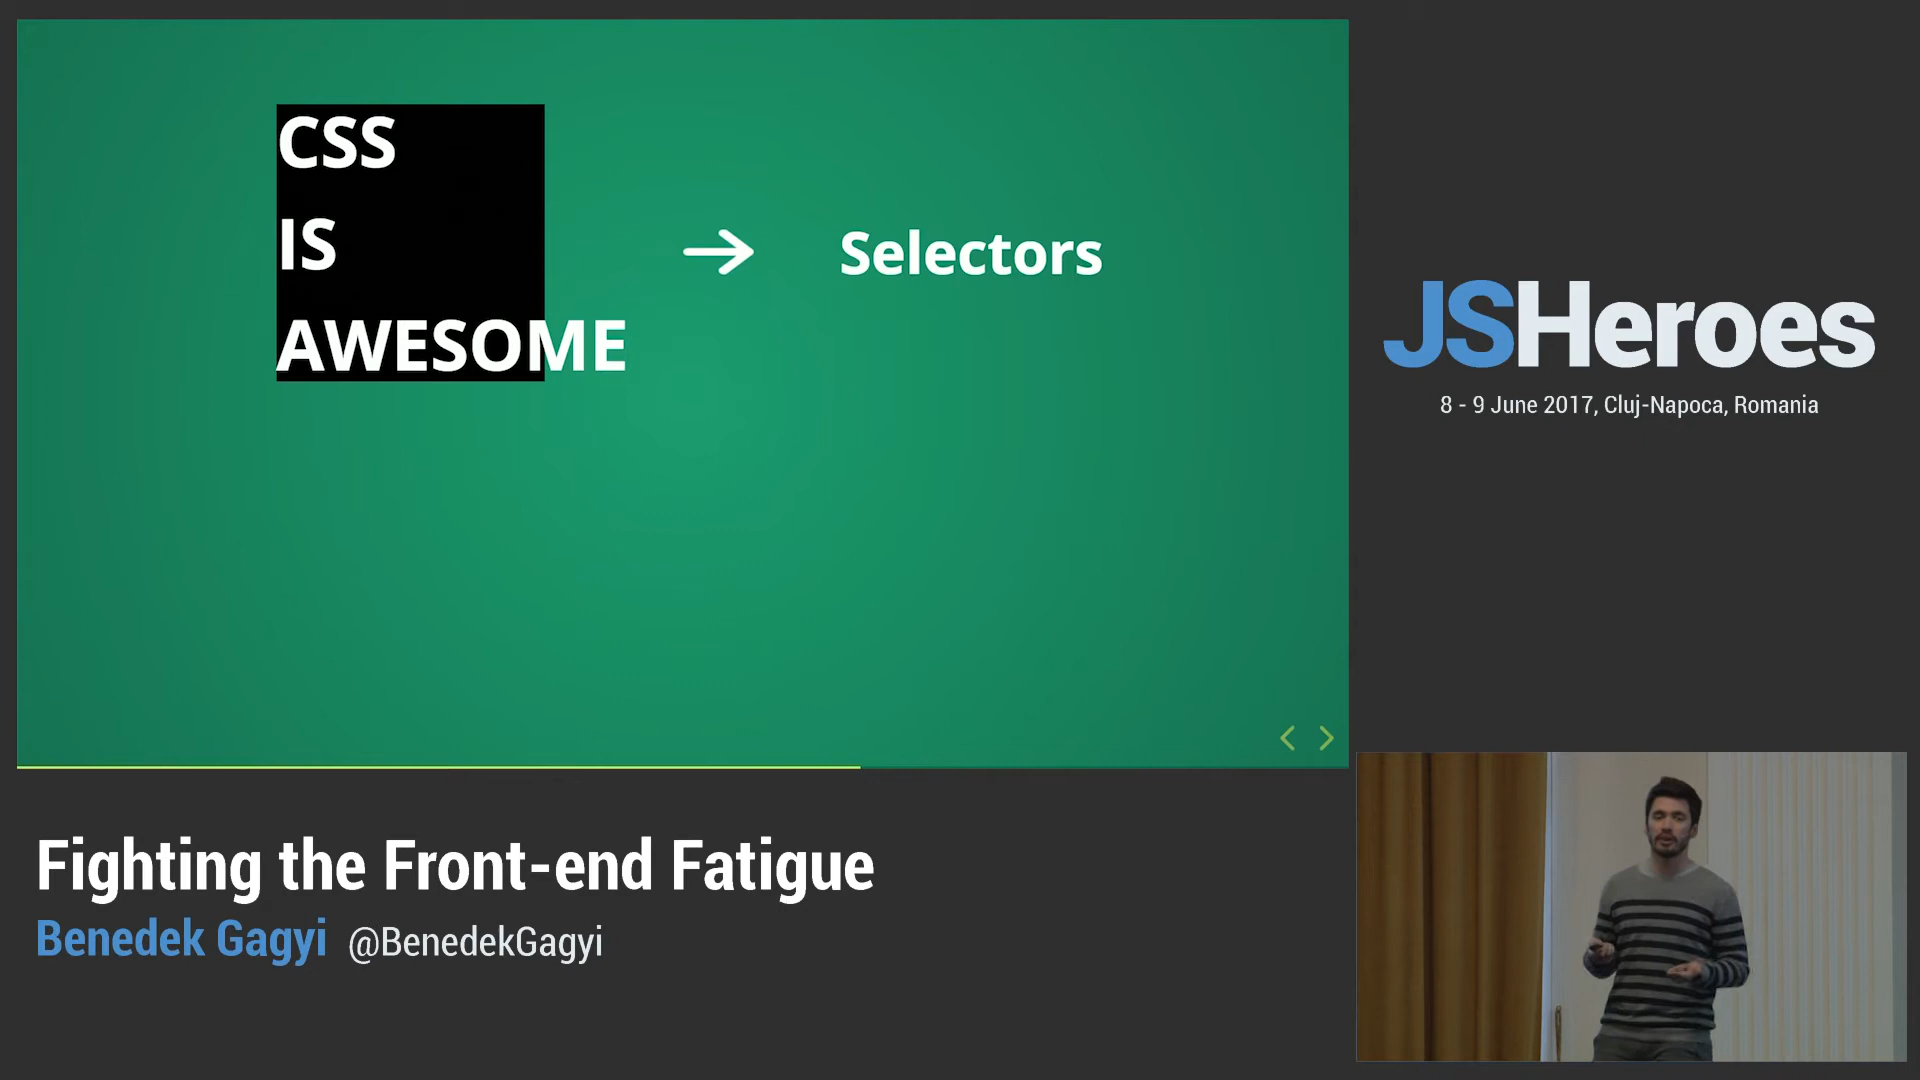 CSS
IS
AWESOME
→ Selectors
JSHeroes
8 - 9 June 2017, Cluj-Napoca, Romania
Fighting the Front-end Fatigue
Benedek Gagyi @BenedekGagyi